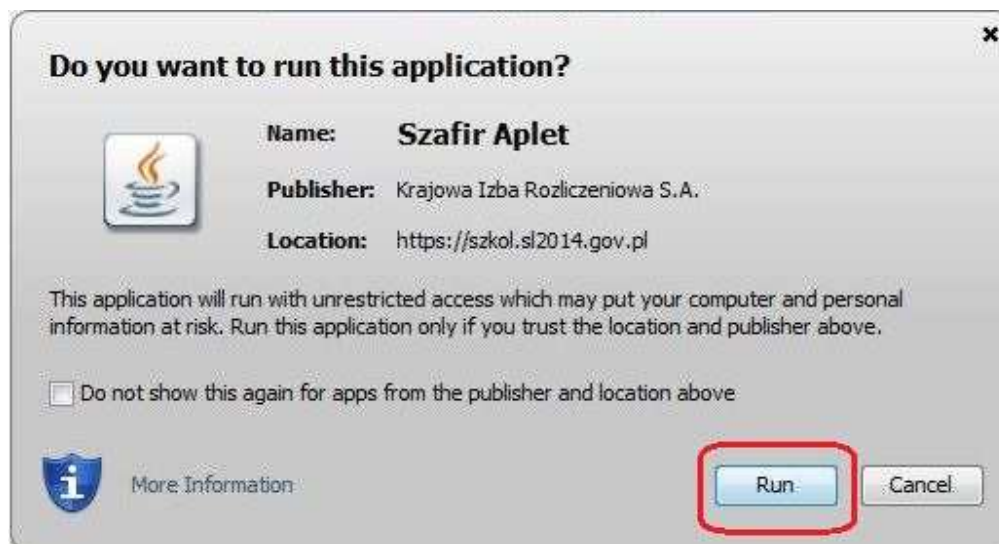 Do you want to run this application?
Name: Szafir Aplet
Publisher: Krajowa Izba Rozliczeniowa S.A.
Location: https://szkol.sl2014.gov.pl
This application will run with unrestricted access which may put your computer and personal
information at risk. Run this application only if you trust the location and publisher above.
Do not show this again for apps from the publisher and location above
More Information
Run
Cancel